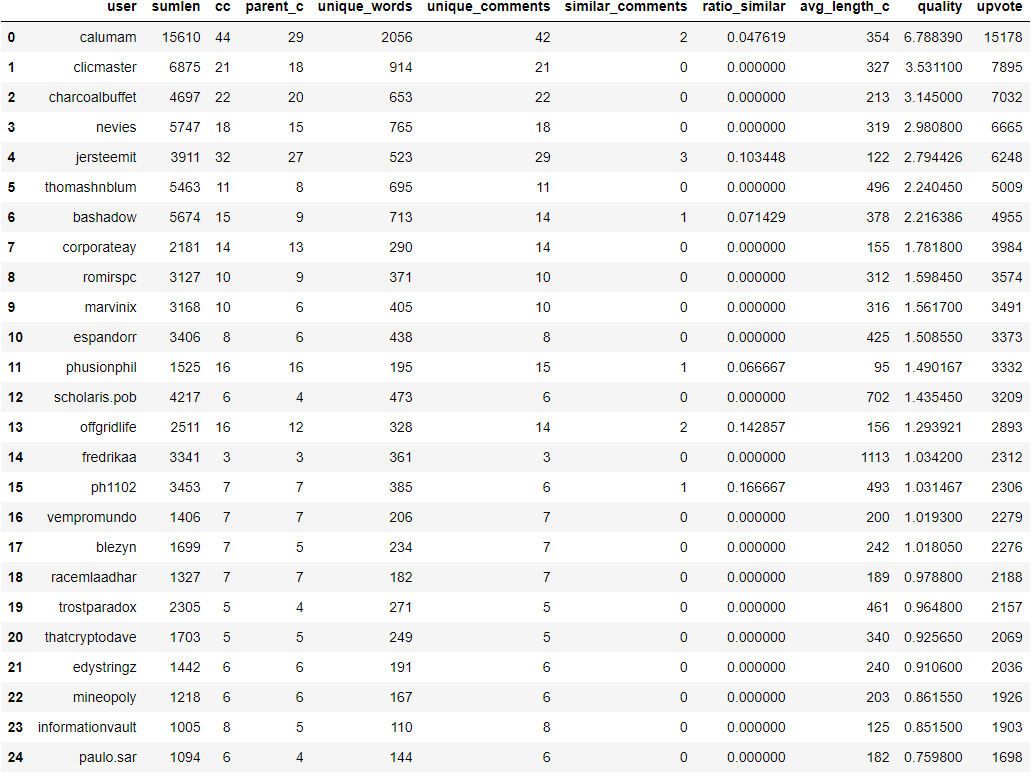 user sumlen cc parent_c unique_words unique_comments similar_comments ratio_similar avg_length_c quality upvote
0 calumam 15610 44 29 2056 42 2 0.047619 354 6.788390 15178
1 clicmaster 6875 21 18 914 21 0 0.000000 327 3.531100 7895
2 charcoalbuffet 4697 22 20 653 22 0 0.000000 213 3.145000 7032
3 nevies 5747 18 15 765 18 0 0.000000 319 2.980800 6665
4 jersteemit 3911 32 27 523 29 3 0.103448 122 2.794426 6248
5 thomashnblum 5463 11 8 695 11 0 0.000000 496 2.240450 5009
6 bashadow 5674 15 9 713 14 1 0.071429 378 2.216386 4955
7 corporateay 2181 14 13 290 14 0 0.000000 155 1.781800 3984
8 romirspc 3127 10 9 371 10 0 0.000000 312 1.598450 3574
9 marvinix 3168 10 6 405 10 0 0.000000 316 1.561700 3491
10 espandorr 3406 8 6 438 8 0 0.000000 425 1.508550 3373
11 phusionphil 1525 16 16 195 15 1 0.066667 95 1.490167 3332
12 scholaris.pob 4217 6 4 473 6 0 0.000000 702 1.435450 3209
13 offgridlife 2511 16 12 328 14 2 0.142857 156 1.293921 2893
14 fredrikaa 3341 3 3 361 3 0 0.000000 1113 1.034200 2312
15 ph1102 3453 7 7 385 6 1 0.166667 493 1.031467 2306
16 vempromundo 1406 7 7 206 7 0 0.000000 200 1.019300 2279
17 blezyn 1699 7 5 234 7 0 0.000000 242 1.018050 2276
18 racemlaadhar 1327 7 7 182 7 0 0.000000 189 0.978800 2188
19 trostparadox 2305 5 4 271 5 0 0.000000 461 0.964800 2157
20 thatcryptodave 1703 5 5 249 5 0 0.000000 340 0.925650 2069
21 edystringz 1442 6 6 191 6 0 0.000000 240 0.910600 2036
22 mineopoly 1218 6 6 167 6 0 0.000000 203 0.861550 1926
23 informationvault 1005 8 5 110 8 0 0.000000 125 0.851500 1903
24 paulo.sar 1094 6 4 144 6 0 0.000000 182 0.759800 1698